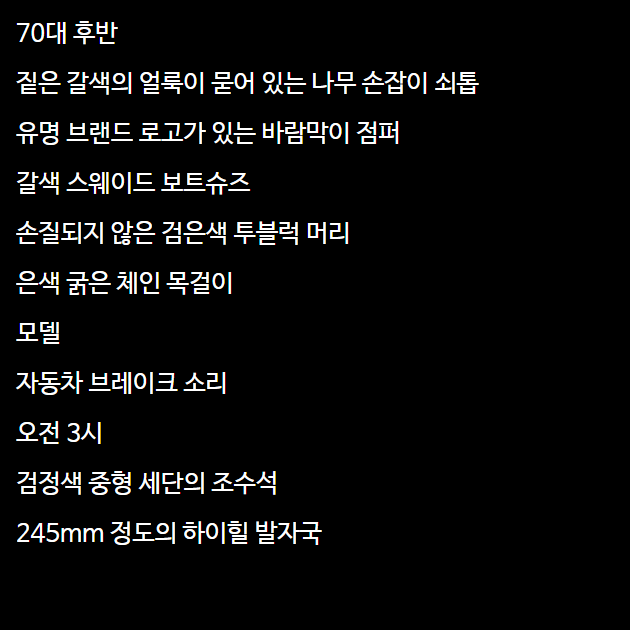 70대 후반
짙은 갈색의 얼룩이 묻어 있는 나무 손잡이 쇠톱
유명 브랜드 로고가 있는 바람막이 점퍼
갈색 스웨이드 보트슈즈
손질되지 않은 검은색 투블럭 머리
은색 굵은 체인 목걸이
모델
자동차 브레이크 소리
오전 3시
검정색 중형 세단의 조수석
245mm 정도의 하이힐 발자국